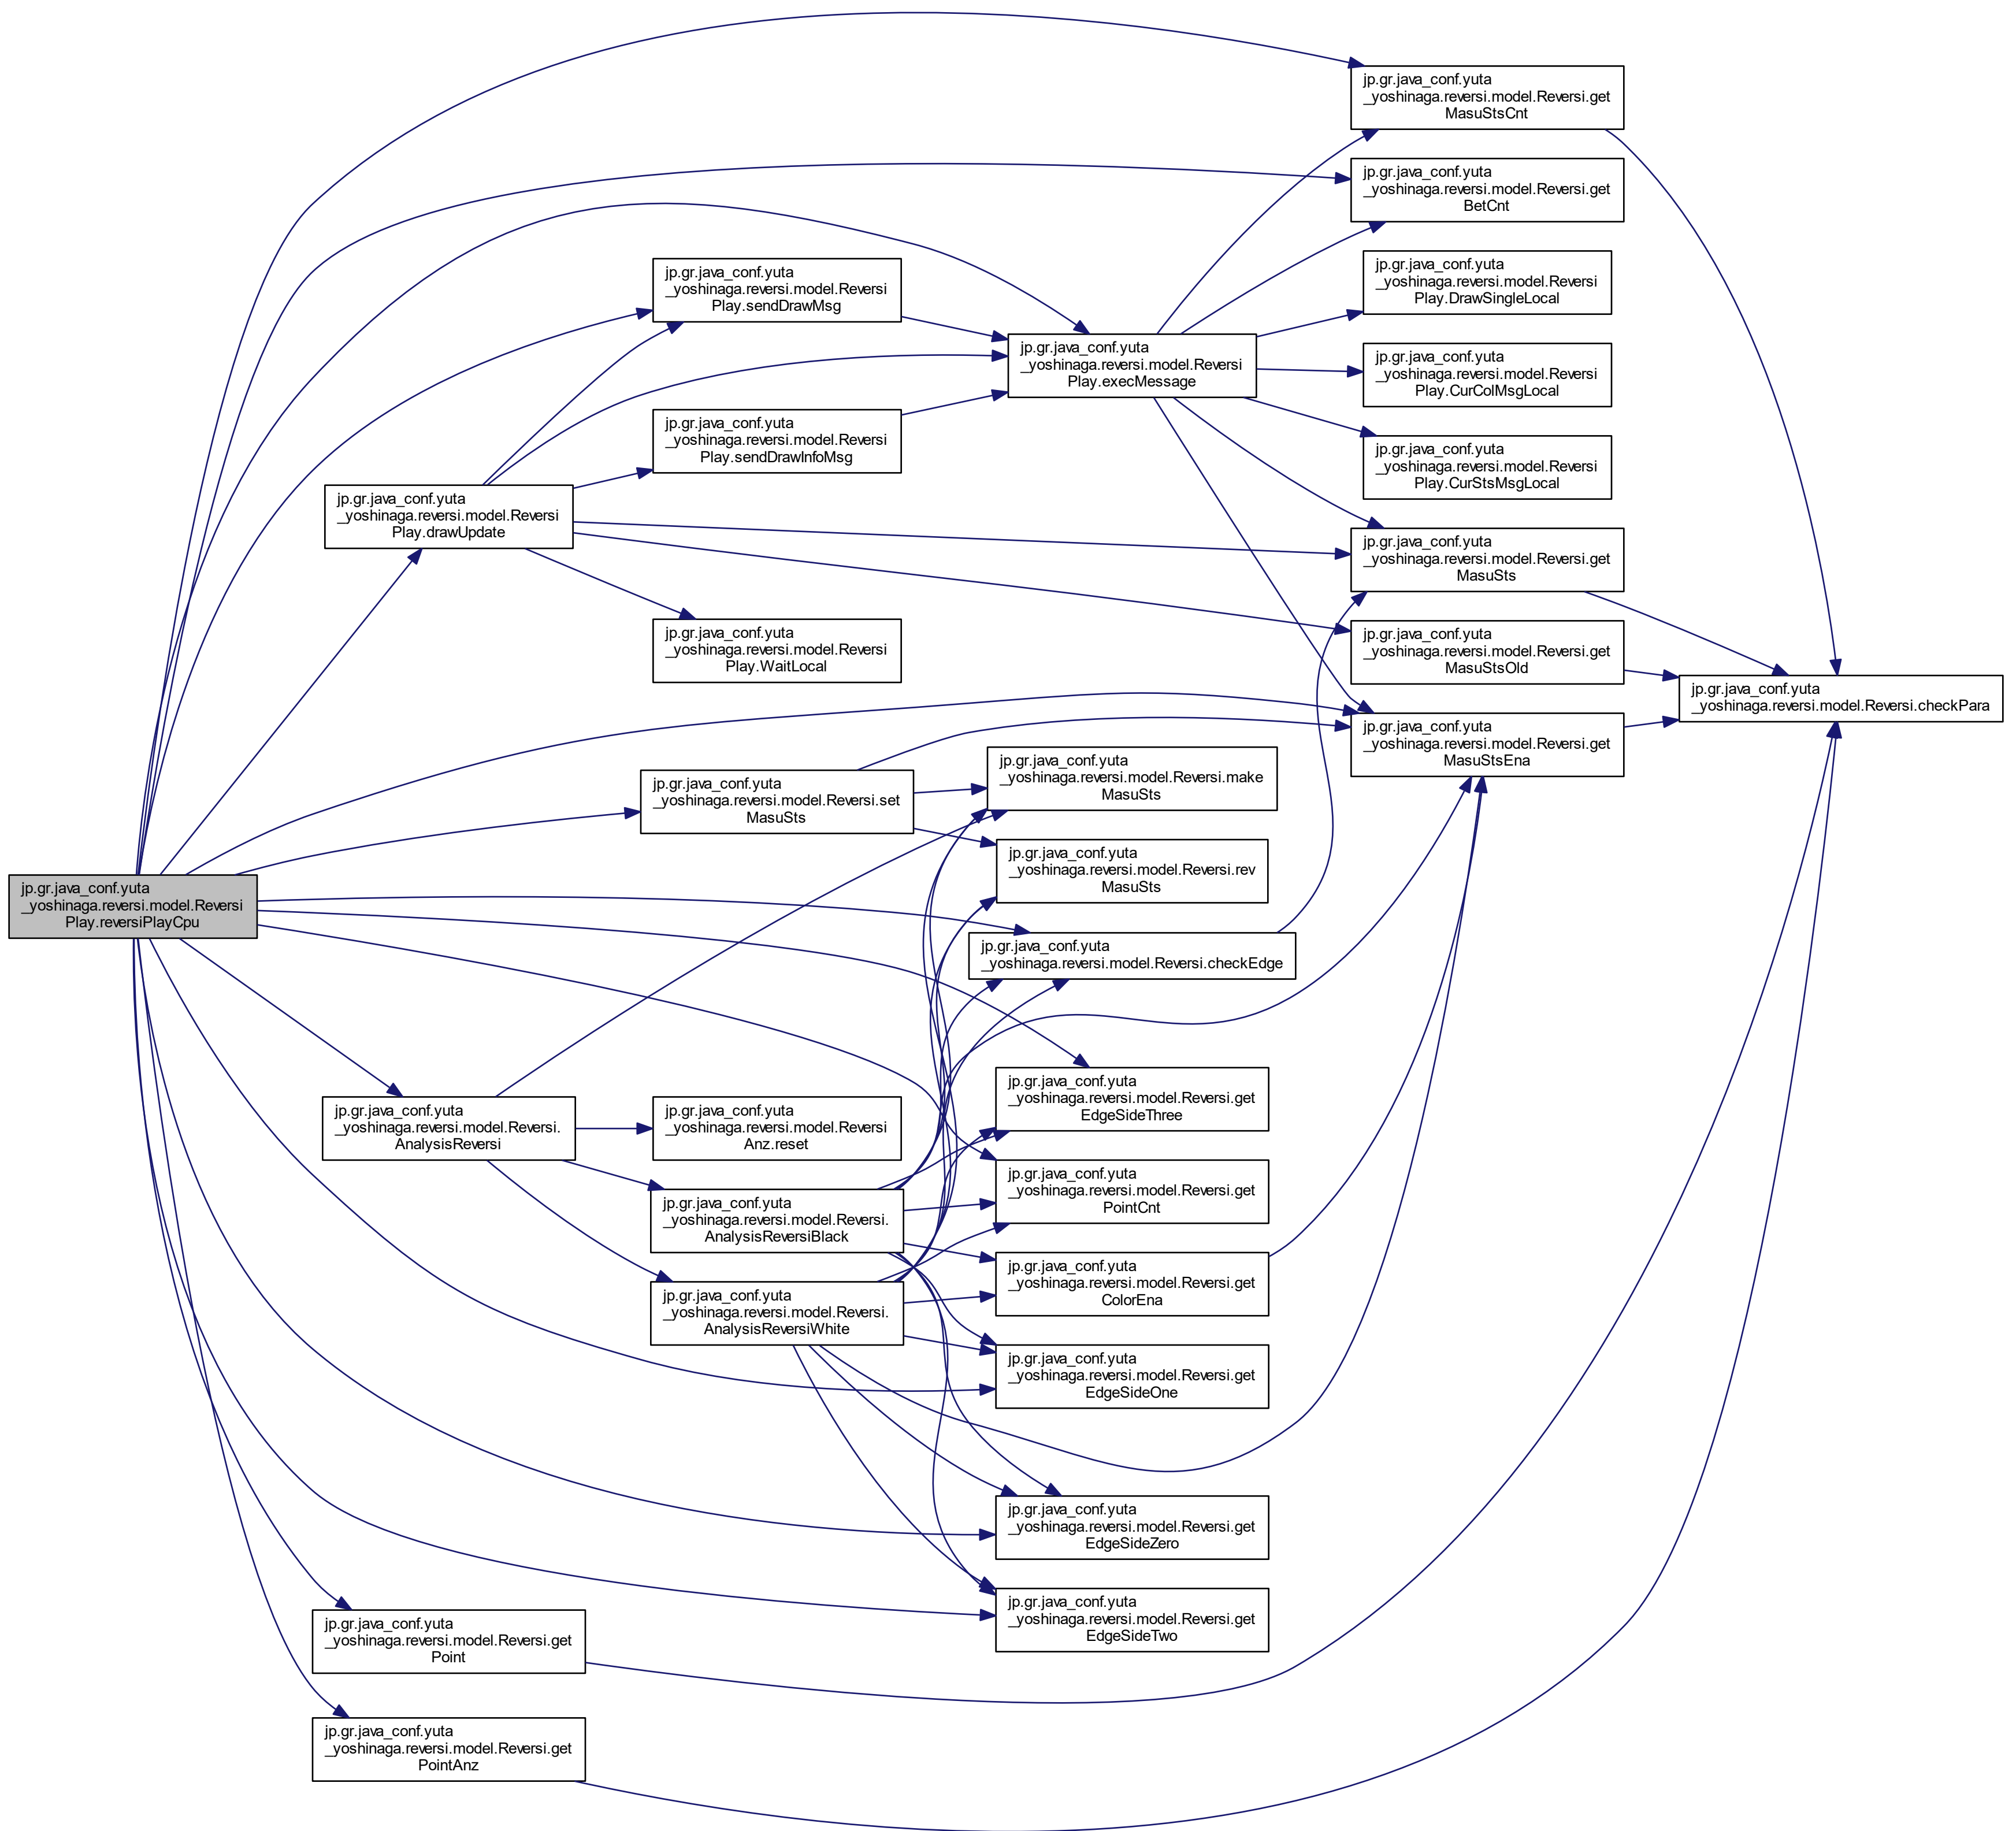 jp.gr.java_conf.yuta
_yoshinaga.reversi.model.Reversi.get
MasuStsCnt
jp.gr.java_conf.yuta
_yoshinaga.reversi.model.Reversi.get
BetCnt
jp.gr.java_conf.yuta
_yoshinaga.reversi.model.Reversi
Play.DrawSingleLocal
jp.gr.java_conf.yuta
_yoshinaga.reversi.model.Reversi
Play.sendDrawMsg
jp.gr.java_conf.yuta
_yoshinaga.reversi.model.Reversi
Play.execMessage
jp.gr.java_conf.yuta
_yoshinaga.reversi.model.Reversi
Play.CurColMsgLocal
jp.gr.java_conf.yuta
_yoshinaga.reversi.model.Reversi
Play.sendDrawInfoMsg
jp.gr.java_conf.yuta
_yoshinaga.reversi.model.Reversi
Play.CurStsMsgLocal
jp.gr.java_conf.yuta
_yoshinaga.reversi.model.Reversi
Play.drawUpdate
jp.gr.java_conf.yuta
_yoshinaga.reversi.model.Reversi.get
MasuSts
jp.gr.java_conf.yuta
_yoshinaga.reversi.model.Reversi
Play.WaitLocal
jp.gr.java_conf.yuta
_yoshinaga.reversi.model.Reversi.get
MasuStsOld
jp.gr.java_conf.yuta
_yoshinaga.reversi.model.Reversi.checkPara
jp.gr.java_conf.yuta
_yoshinaga.reversi.model.Reversi.get
MasuStsEna
jp.gr.java_conf.yuta
_yoshinaga.reversi.model.Reversi.make
MasuSts
jp.gr.java_conf.yuta
_yoshinaga.reversi.model.Reversi.set
MasuSts
jp.gr.java_conf.yuta
_yoshinaga.reversi.model.Reversi.rev
MasuSts
jp.gr.java_conf.yuta
_yoshinaga.reversi.model.Reversi
Play.reversiPlayCpu
jp.gr.java_conf.yuta
_yoshinaga.reversi.model.Reversi.checkEdge
jp.gr.java_conf.yuta
_yoshinaga.reversi.model.Reversi.get
EdgeSideThree
jp.gr.java_conf.yuta
_yoshinaga.reversi.model.Reversi.
AnalysisReversi
jp.gr.java_conf.yuta
_yoshinaga.reversi.model.Reversi
Anz.reset
jp.gr.java_conf.yuta
_yoshinaga.reversi.model.Reversi.get
PointCnt
jp.gr.java_conf.yuta
_yoshinaga.reversi.model.Reversi.
AnalysisReversiBlack
jp.gr.java_conf.yuta
_yoshinaga.reversi.model.Reversi.get
ColorEna
jp.gr.java_conf.yuta
_yoshinaga.reversi.model.Reversi.
AnalysisReversiWhite
jp.gr.java_conf.yuta
_yoshinaga.reversi.model.Reversi.get
EdgeSideOne
jp.gr.java_conf.yuta
_yoshinaga.reversi.model.Reversi.get
EdgeSideZero
jp.gr.java_conf.yuta
_yoshinaga.reversi.model.Reversi.get
EdgeSideTwo
jp.gr.java_conf.yuta
_yoshinaga.reversi.model.Reversi.get
Point
jp.gr.java_conf.yuta
_yoshinaga.reversi.model.Reversi.get
PointAnz